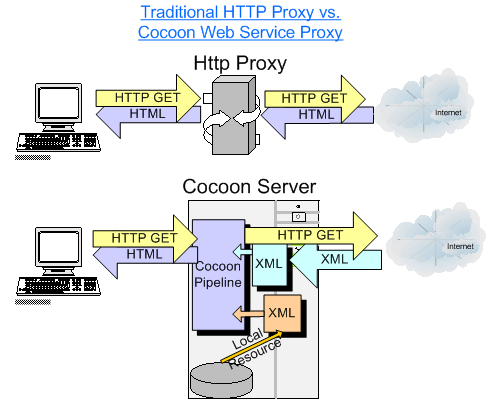 Traditional HTTP Proxy vs.
Cocoon Web Service Proxy
Http Proxy
HTTP GET
HTML
HTTP GET
HTML
Internet
Cocoon Server
HTTP GET
HTML
Cocoon
Pipeline
HTTP GET
XML
XML
Internet
XML
Local
Resource